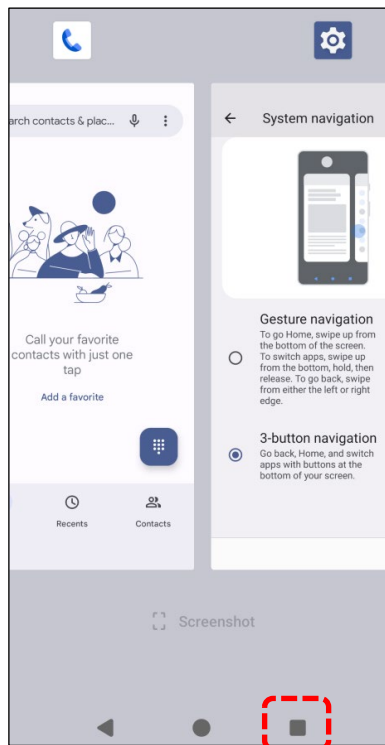 arch contacts & plac...
Call your favorite
contacts with just one
tap
Add a favorite
Recents
Contacts
System navigation
Gesture navigation
To go Home, swipe up from
the bottom of the screen.
To switch apps, swipe up
from the bottom, hold, then
release. To go back, swipe
from either the left or right
edge.
3-button navigation
Go back, Home, and switch
apps with buttons at the
bottom of your screen.
Screenshot